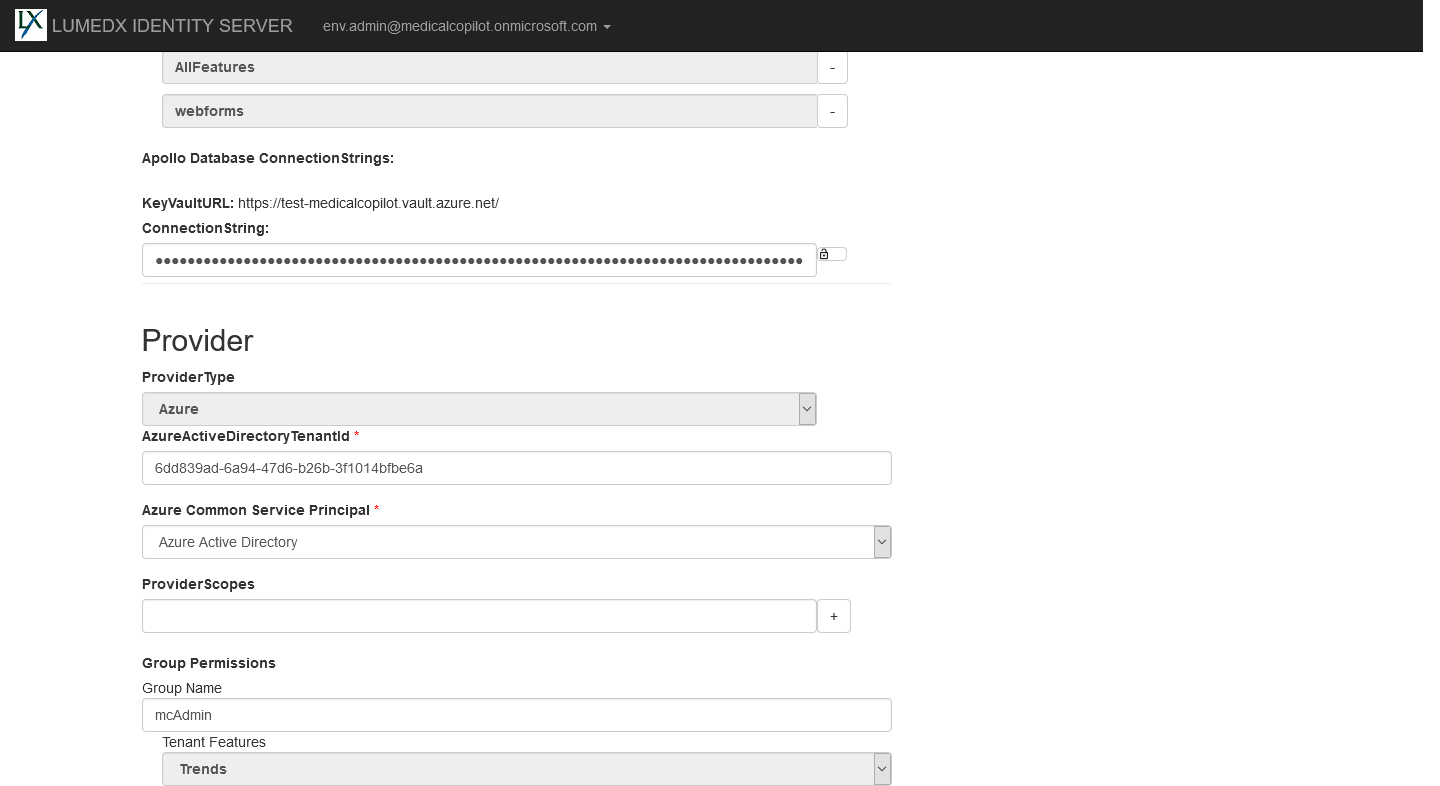 LX LUMEDX IDENTITY SERVER env.admin@medicalcopilot.onmicrosoft.com
AllFeatures -
webforms -
Apollo Database ConnectionStrings:
KeyVaultURL: https://test-medicalcopilot.vault.azure.net/
ConnectionString:
Provider
ProviderType
Azure
AzureActiveDirectoryTenantId *
6dd839ad-6a94-47d6-b26b-3f1014bfbe6a
Azure Common Service Principal *
Azure Active Directory
ProviderScopes
+
Group Permissions
Group Name
mcAdmin
Tenant Features
Trends